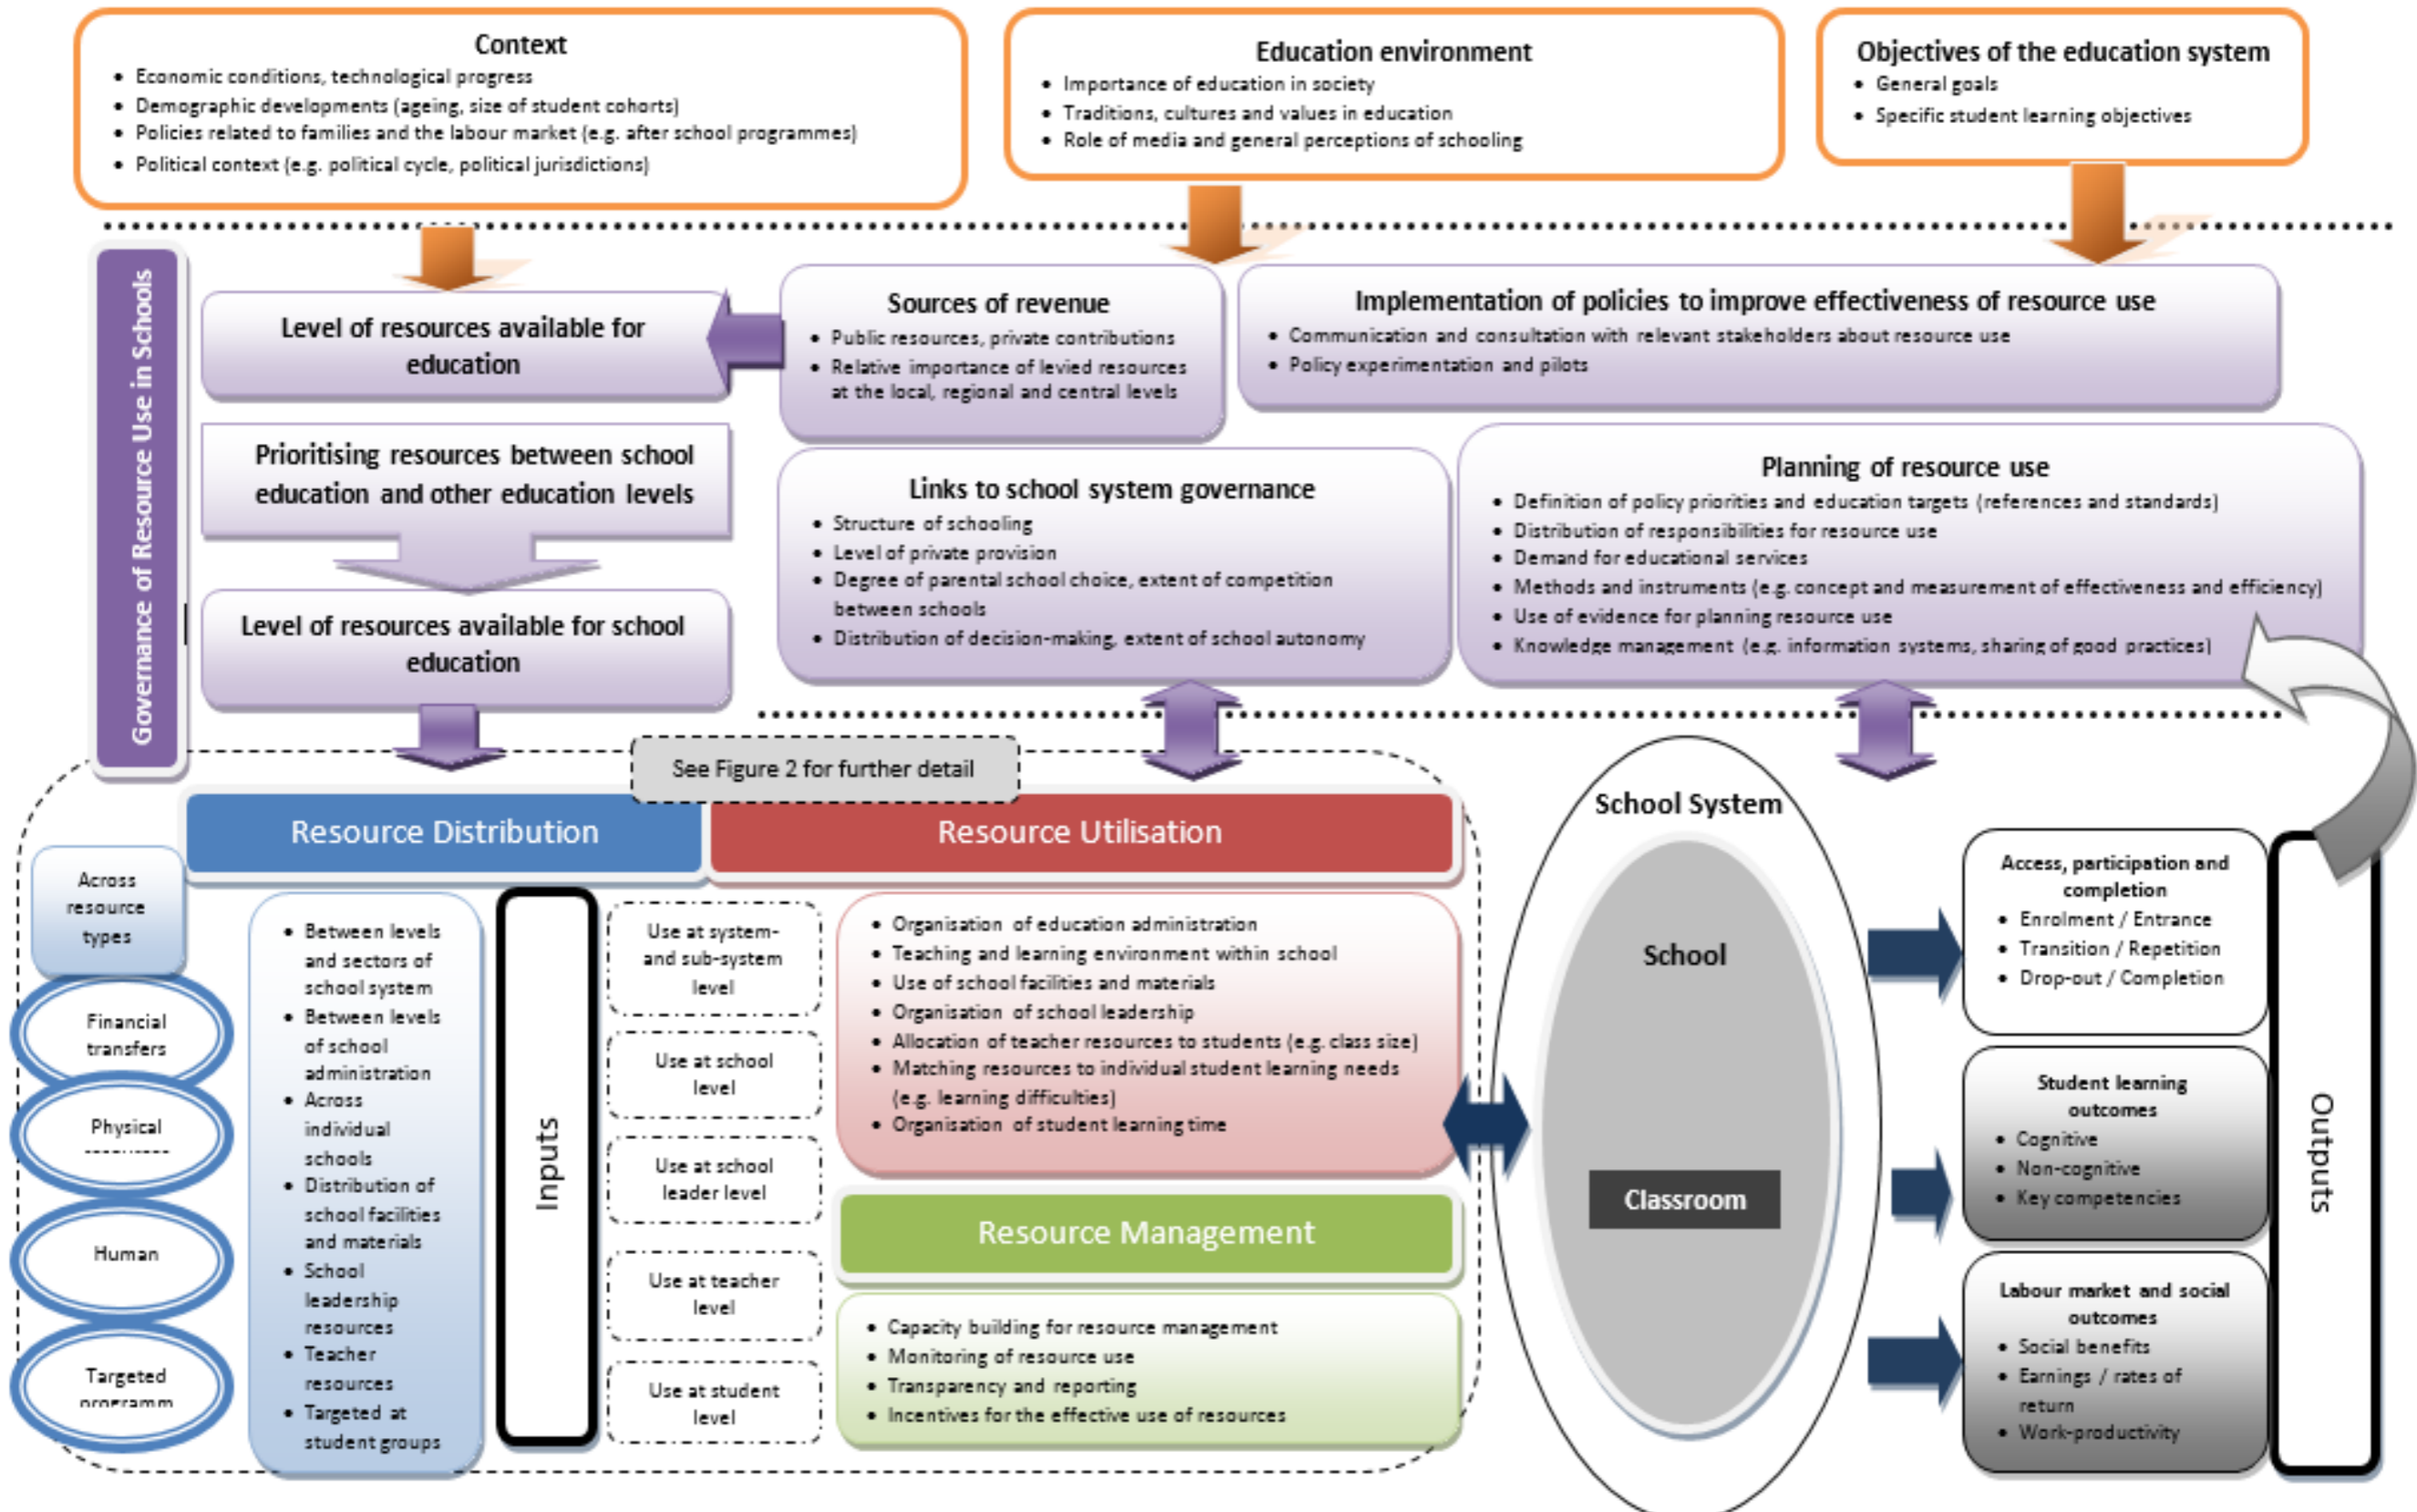 Context
• Economic conditions, technological progress
• Demographic developments (ageing, size of student cohorts)
• Policies related to families and the labour market (e.g. after school programmes)
• Political context (e.g. political cycle, political jurisdictions)
Education environment
• Importance of education in society
• Traditions, cultures and values in education
• Role of media and general perceptions of schooling
Objectives of the education system
• General goals
• Specific student learning objectives
Governance of Resource Use in Schools
Level of resources available for
education
Sources of revenue
• Public resources, private contributions
• Relative importance of levied resources
at the local, regional and central levels
Implementation of policies to improve effectiveness of resource use
• Communication and consultation with relevant stakeholders about resource use
• Policy experimentation and pilots
Prioritising resources between school
education and other education levels
Level of resources available for school
education
Links to school system governance
• Structure of schooling
• Level of private provision
• Degree of parental school choice, extent of competition
between schools
• Distribution of decision-making, extent of school autonomy
Planning of resource use
• Definition of policy priorities and education targets (references and standards)
• Distribution of responsibilities for resource use
• Demand for educational services
• Methods and instruments (e.g. concept and measurement of effectiveness and efficiency)
• Use of evidence for planning resource use
• Knowledge management (e.g. information systems, sharing of good practices)
See Figure 2 for further detail
Resource Distribution
Resource Utilisation
Across
resource
types
Financial
transfers
Physical
Human
Targeted
programm
• Between levels
and sectors of
school system
• Between levels
of school
administration
• Across
individual
schools
• Distribution of
school facilities
and materials
• School
leadership
resources
• Teacher
resources
• Targeted at
student groups
Inputs
Use at system-
and sub-system
level
Use at school
level
Use at school
leader level
Use at teacher
level
Use at student
level
• Organisation of education administration
• Teaching and learning environment within school
• Use of school facilities and materials
• Organisation of school leadership
• Allocation of teacher resources to students (e.g. class size)
• Matching resources to individual student learning needs
(e.g. learning difficulties)
• Organisation of student learning time
Resource Management
• Capacity building for resource management
• Monitoring of resource use
• Transparency and reporting
• Incentives for the effective use of resources
School System
School
Classroom
Access, participation and
completion
• Enrolment / Entrance
• Transition / Repetition
• Drop-out / Completion
Student learning
outcomes
• Cognitive
• Non-cognitive
• Key competencies
Labour market and social
outcomes
• Social benefits
• Earnings / rates of
return
• Work-productivity
Outputs